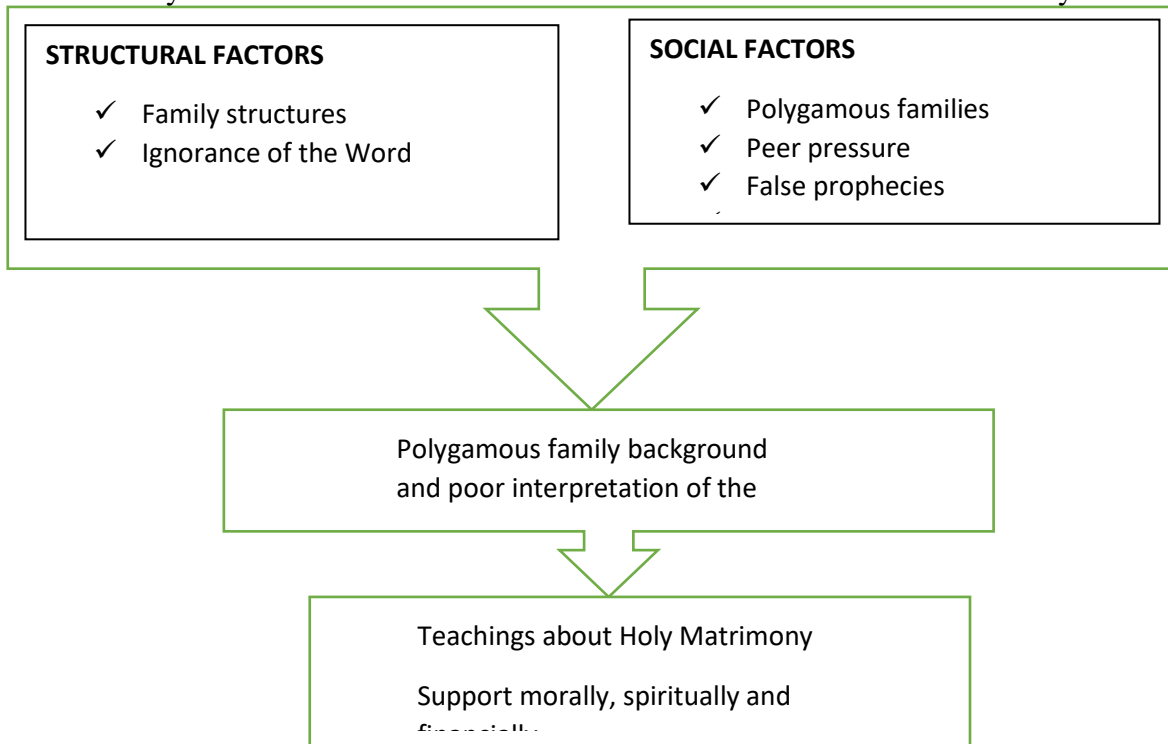 STRUCTURAL FACTORS
✓ Family structures
✓ Ignorance of the Word
SOCIAL FACTORS
✓ Polygamous families
✓ Peer pressure
✓ False prophecies
Polygamous family background
and poor interpretation of the
Teachings about Holy Matrimony
Support morally, spiritually and
financially